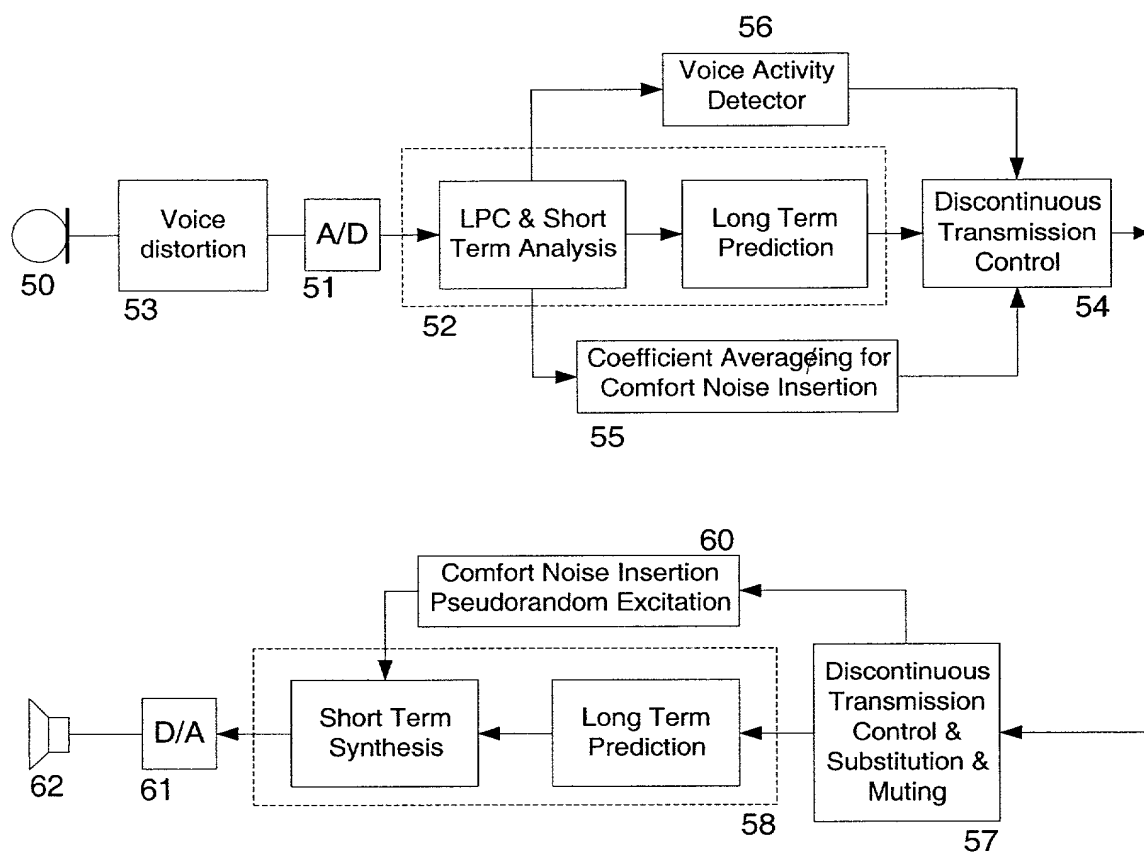 56
Voice Activity
Detector
Voice
distortion
A/D
LPC & Short
Term Analysis
Long Term
Prediction
Discontinuous
Transmission
Control
50
53
51
52
54
Coefficient Averageing for
Comfort Noise Insertion
55
60
Comfort Noise Insertion
Pseudorandom Excitation
Discontinuous
Transmission
Control &
Substitution &
Muting
Long Term
Prediction
Short Term
Synthesis
D/A
62
61
58
57